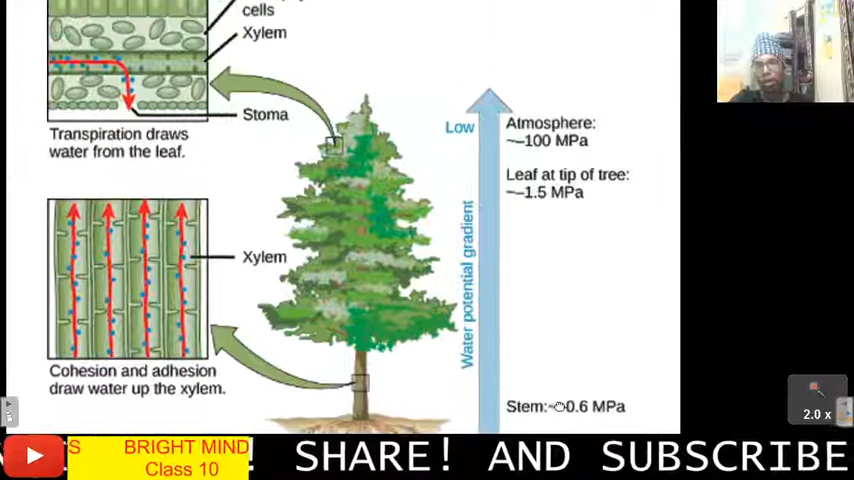 cells
Xylem
Stoma
Transpiration draws
water from the leaf.
Xylem
Cohesion and adhesion
draw water up the xylem.
Low
Water potential gradient
Atmosphere:
~–100 MPa
Leaf at tip of tree:
~–1.5 MPa
Stem:~0.6 MPa
2.0 x
S BRIGHT MIND
Class 10
! SHARE! AND SUBSCRIBE